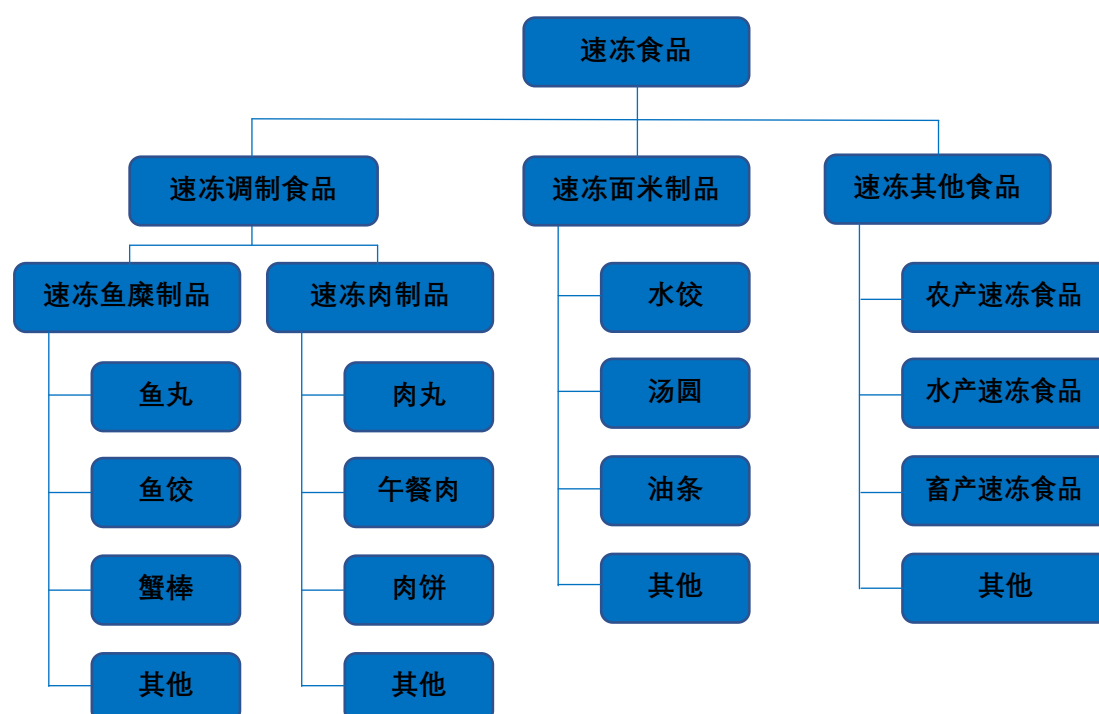 速冻食品
速冻调制食品
速冻面米制品
速冻其他食品
速冻鱼糜制品
速冻肉制品
水饺
农产速冻食品
鱼丸
肉丸
汤圆
水产速冻食品
鱼饺
午餐肉
油条
畜产速冻食品
蟹棒
肉饼
其他
其他
其他
其他